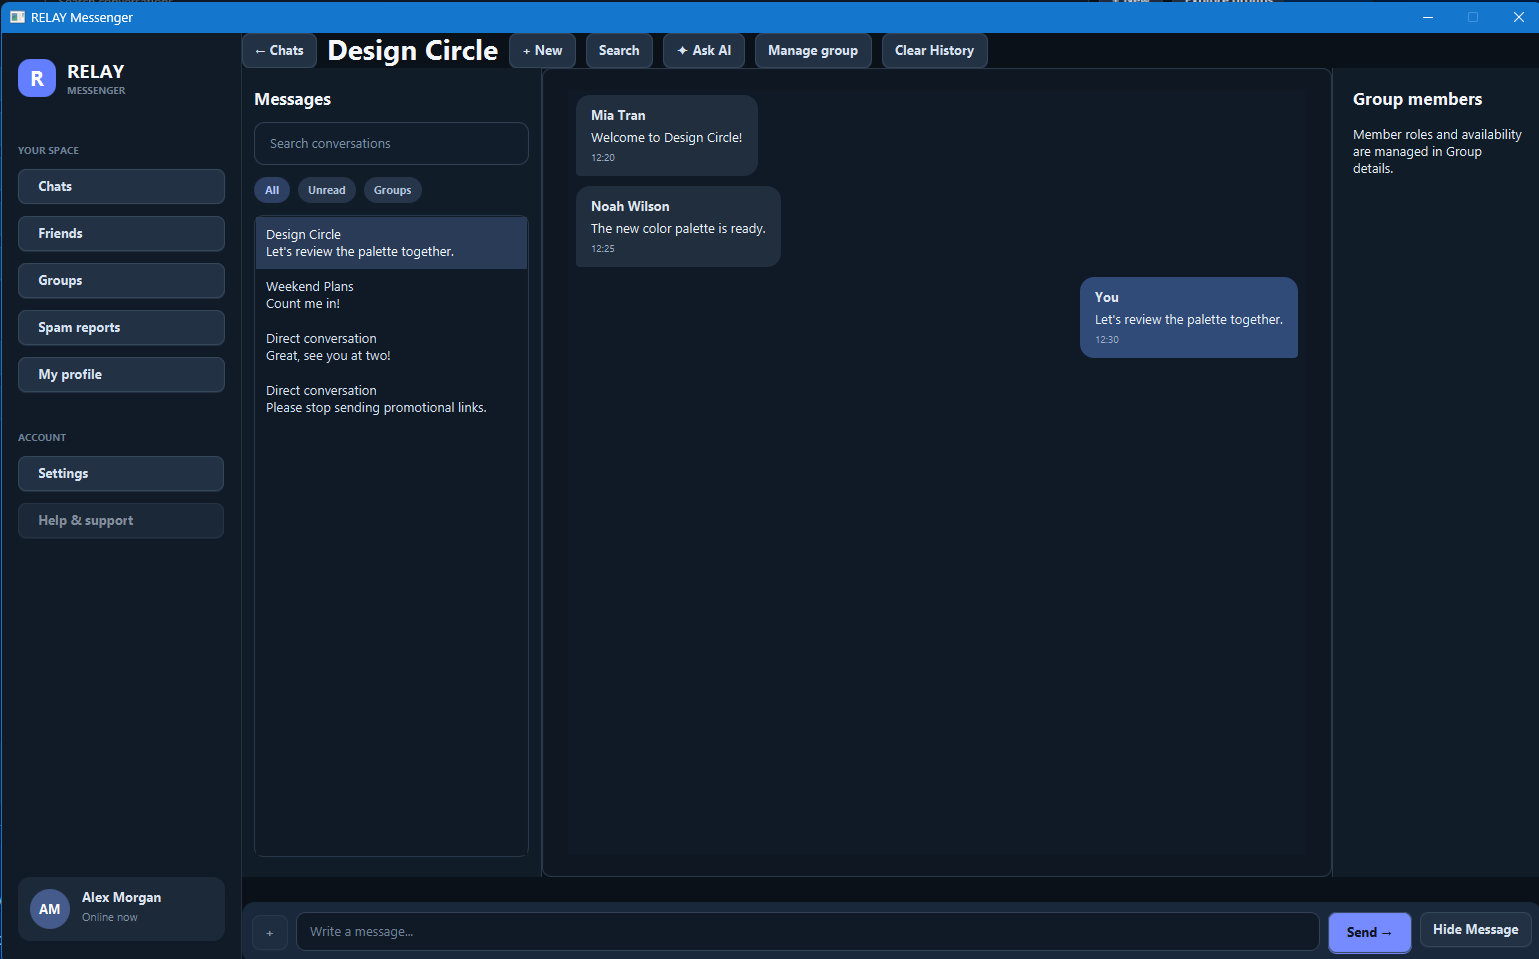 RELAY Messenger
R
RELAY
MESSENGER
YOUR SPACE
Chats
Friends
Groups
Spam reports
My profile
ACCOUNT
Settings
Help & support
AM
Alex Morgan
Online now
← Chats
Design Circle
+ New
Search
✦ Ask AI
Manage group
Clear History
Messages
Search conversations
All
Unread
Groups
Design Circle
Let's review the palette together.
Weekend Plans
Count me in!
Direct conversation
Great, see you at two!
Direct conversation
Please stop sending promotional links.
Mia Tran
Welcome to Design Circle!
12:20
Noah Wilson
The new color palette is ready.
12:25
You
Let's review the palette together.
12:30
Group members
Member roles and availability
are managed in Group
details.
+
Write a message...
Send →
Hide Message